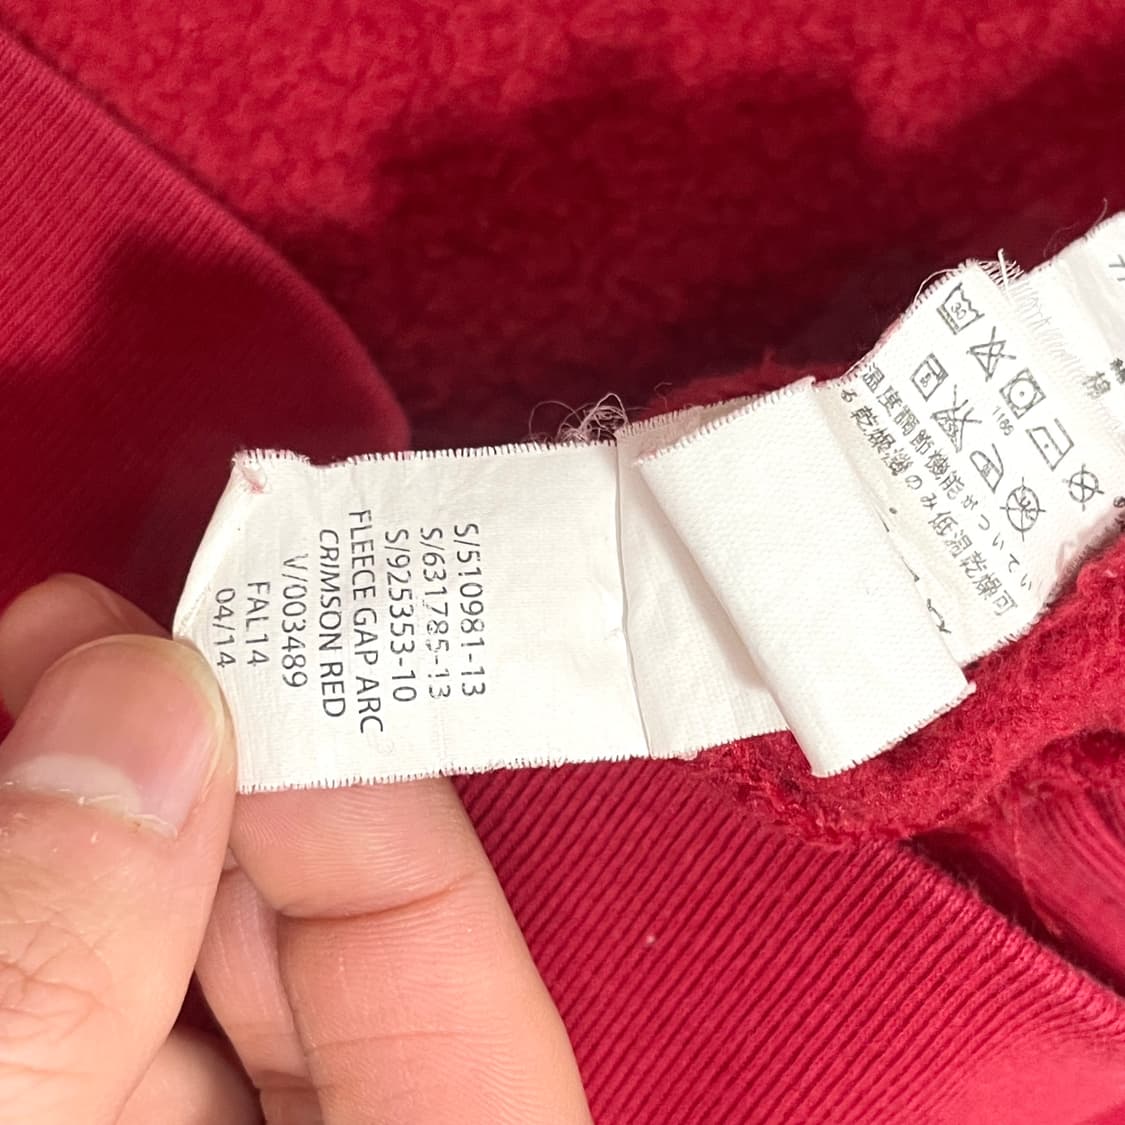 S/510981-13
S/631785-13
S/925353-10
FLEECE GAP ARC
CRIMSON RED
V/003489
FAL14
04/14
1166
温度調節機能がついてい
る乾燥機のみ低温乾燥可